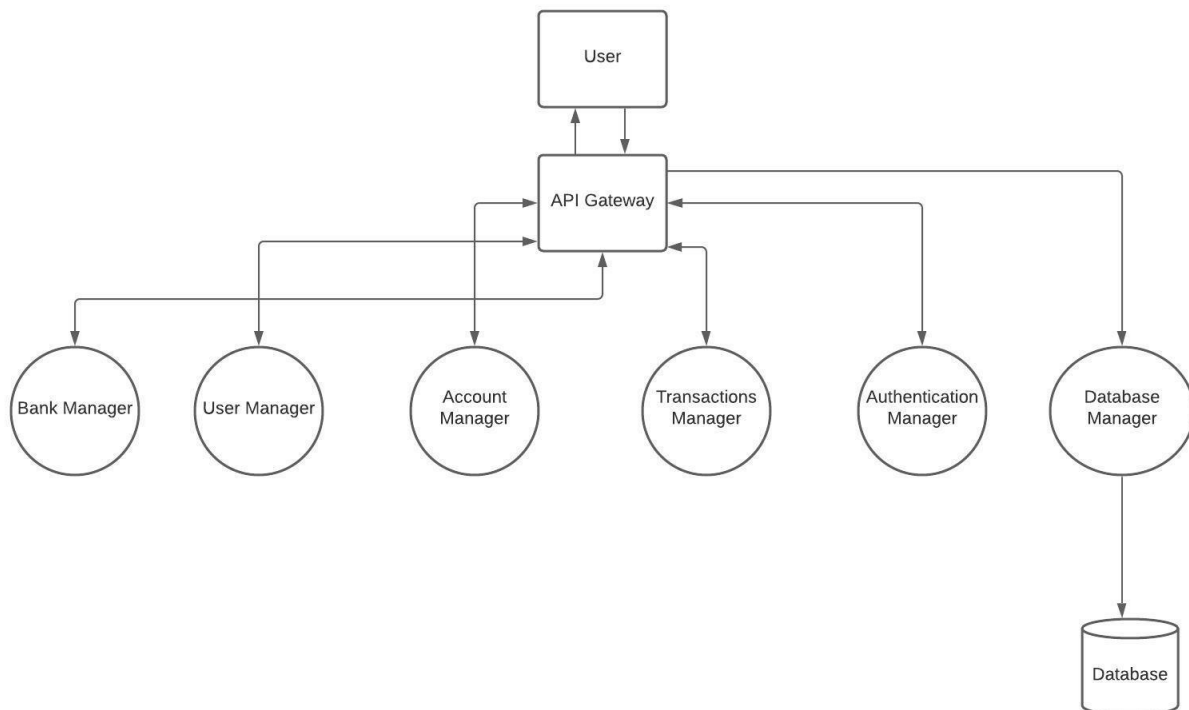 User
API Gateway
Bank Manager
User Manager
Account
Manager
Transactions
Manager
Authentication
Manager
Database
Manager
Database